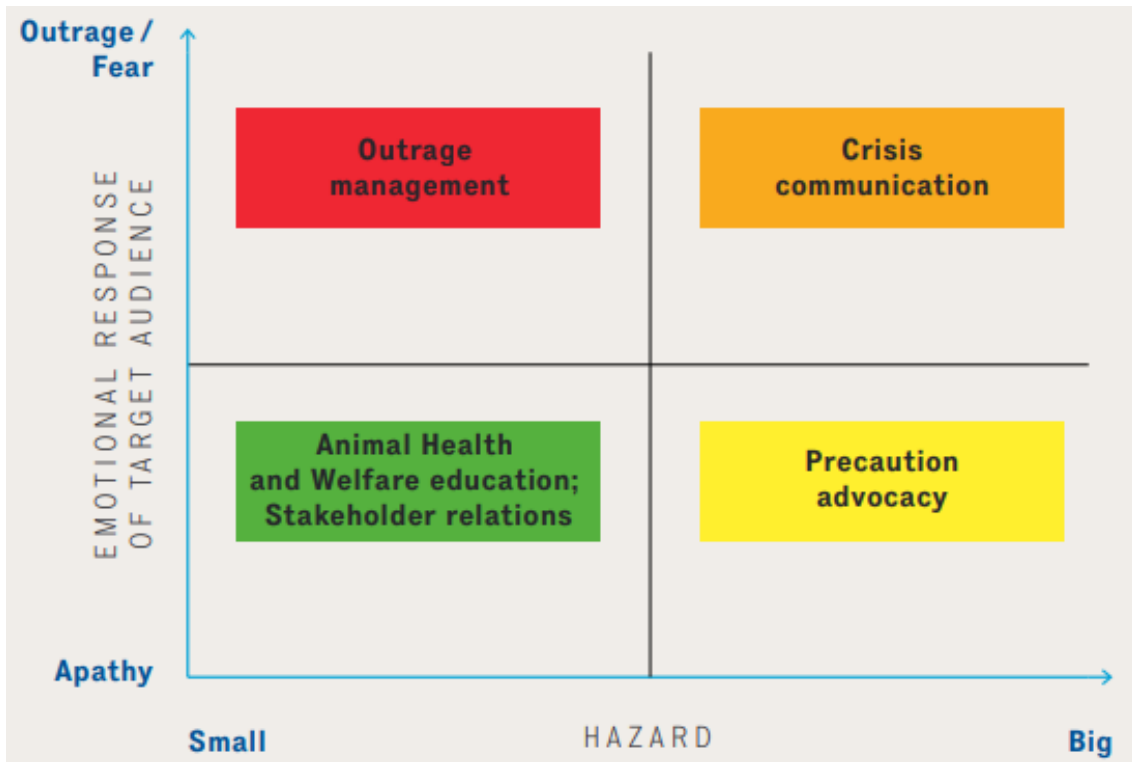 Outrage /
Fear
EMOTIONAL RESPONSE
OF TARGET AUDIENCE
Outrage
management
Crisis
communication
Animal Health
and Welfare education;
Stakeholder relations
Precaution
advocacy
Apathy
Small
HAZARD
Big